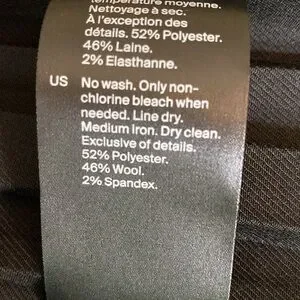 température moyenne.
Nettoyage à sec.
À l'exception des
détails. 52% Polyester.
46% Laine.
2% Elasthanne.
US No wash. Only non-
chlorine bleach when
needed. Line dry.
Medium iron. Dry clean.
Exclusive of details.
52% Polyester.
46% Wool.
2% Spandex.